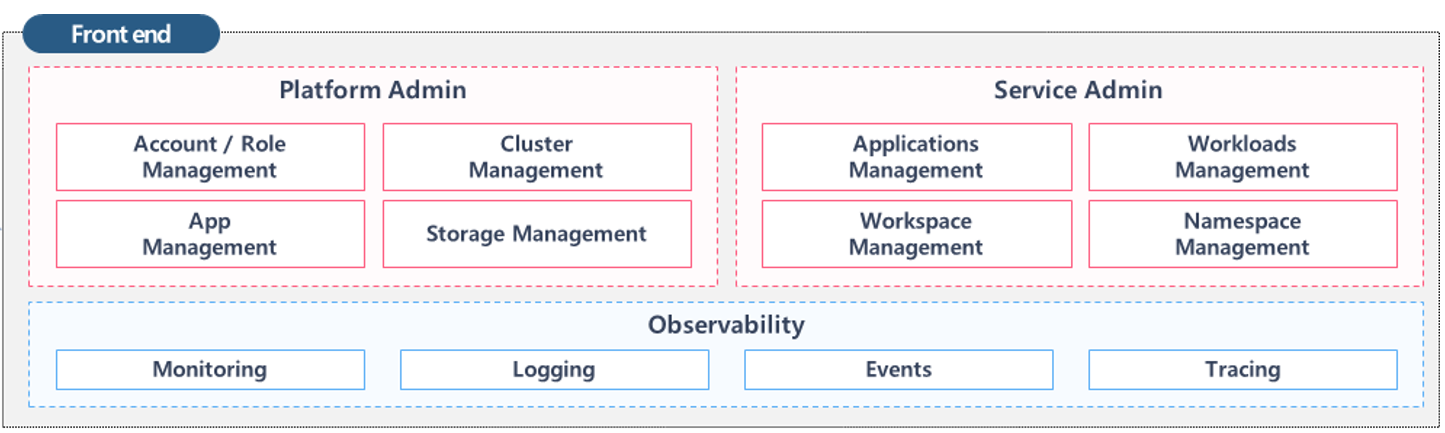 Front end
Platform Admin
Account / Role
Management
Cluster
Management
App
Management
Storage Management
Service Admin
Applications
Management
Workloads
Management
Workspace
Management
Namespace
Management
Observability
Monitoring
Logging
Events
Tracing